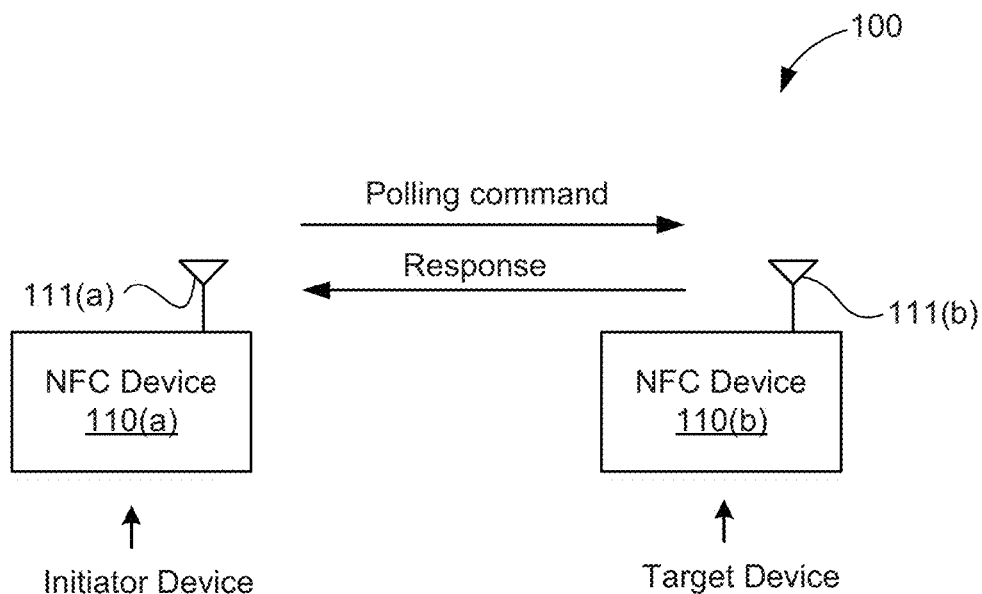 100
Polling command
Response
111(a)
111(b)
NFC Device
110(a)
NFC Device
110(b)
Initiator Device
Target Device